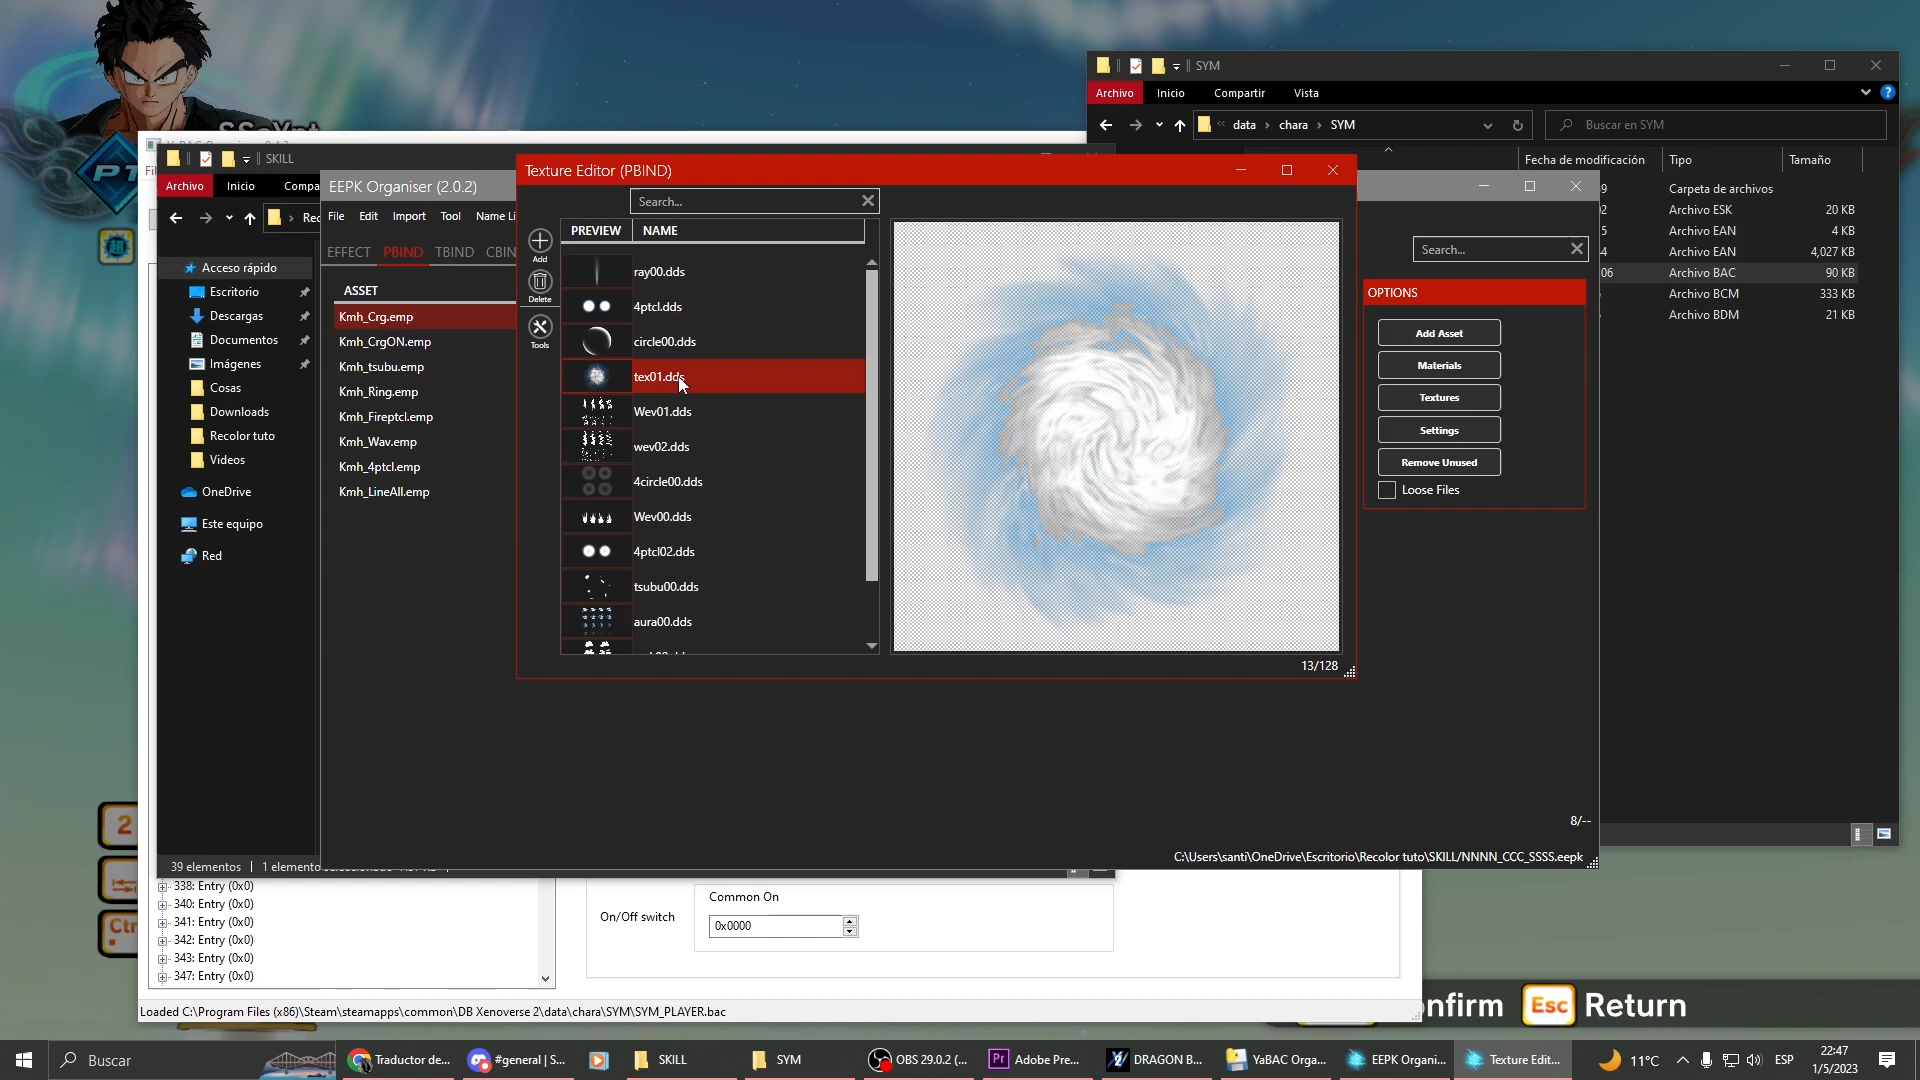 SYM
Archivo
Inicio
Compartir
Vista
data
chara
SYM
Buscar en SYM
Fecha de modificación
Tipo
Tamaño
Carpeta de archivos
Archivo ESK
20 KB
Archivo EAN
4 KB
Archivo EAN
4,027 KB
06
Archivo BAC
90 KB
Archivo BCM
333 KB
Archivo BDM
21 KB
SKILL
Archivo
Inicio
Compa
Rec
Acceso rápido
Escritorio
Descargas
Documentos
Imágenes
Cosas
Downloads
Recolor tuto
Videos
OneDrive
Este equipo
Red
39 elementos
1 elemento
EEPK Organiser (2.0.2)
File
Edit
Import
Tool
Name Li
EFFECT
PBIND
TBIND
CBIN
ASSET
Kmh_Crg.emp
Kmh_CrgON.emp
Kmh_tsubu.emp
Kmh_Ring.emp
Kmh_Fireptcl.emp
Kmh_Wav.emp
Kmh_4ptcl.emp
Kmh_LineAll.emp
Texture Editor (PBIND)
Search...
PREVIEW
NAME
Add
Delete
Tools
ray00.dds
4ptcl.dds
circle00.dds
tex01.dds
Wev01.dds
wev02.dds
4circle00.dds
Wev00.dds
4ptcl02.dds
tsubu00.dds
aura00.dds
13/128
Search...
OPTIONS
Add Asset
Materials
Textures
Settings
Remove Unused
Loose Files
8/--
C:\Users\santi\OneDrive\Escritorio\Recolor tuto\SKILL/NNNN_CCC_SSSS.eepk
338: Entry (0x0)
340: Entry (0x0)
341: Entry (0x0)
342: Entry (0x0)
343: Entry (0x0)
347: Entry (0x0)
Common On
On/Off switch
0x0000
Loaded C:\Program Files (x86)\Steam\steamapps\common\DB Xenoverse 2\data\chara\SYM\SYM_PLAYER.bac
PT
超
2
Ctr
nfirm
Esc
Return
Buscar
Traductor de...
#general | S...
SKILL
SYM
OBS 29.0.2 (...
Adobe Pre...
DRAGON B...
YaBAC Orga...
EEPK Organi...
Texture Edit...
11°C
ESP
22:47
1/5/2023